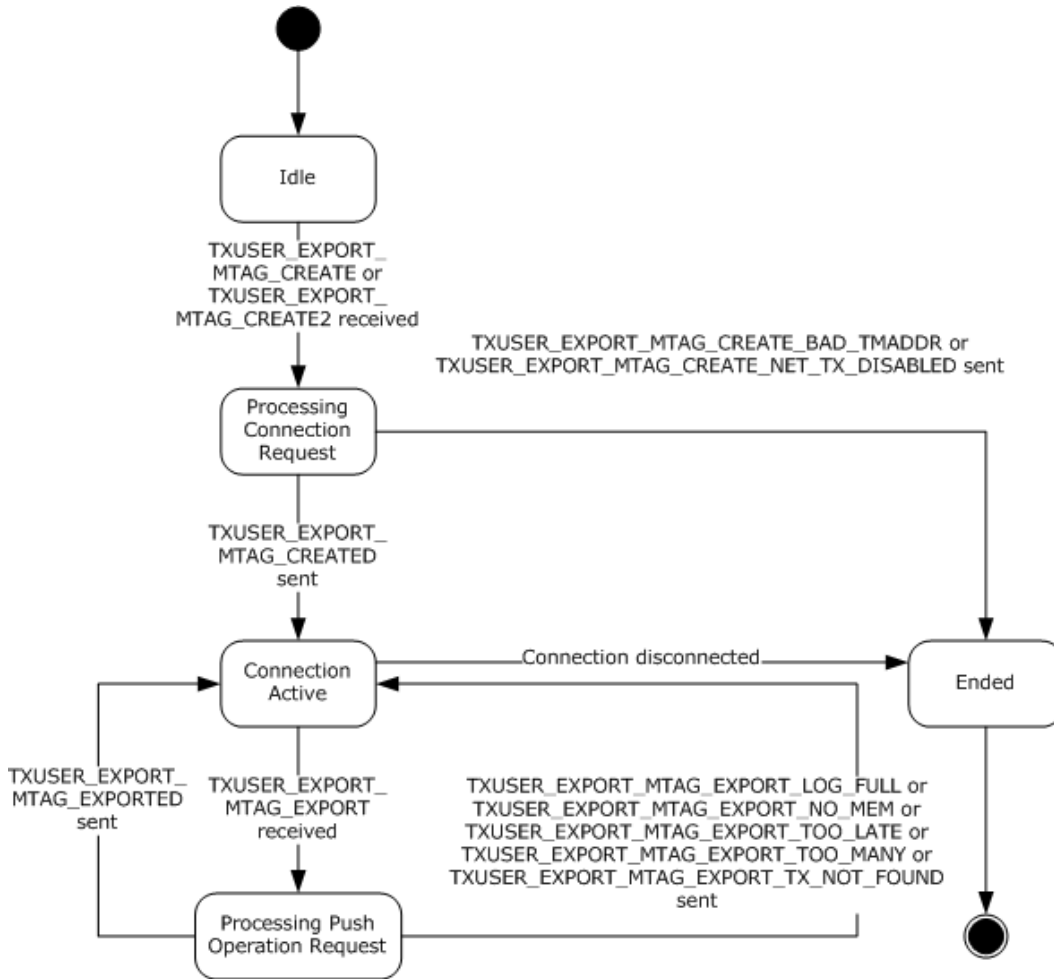 Idle
TXUSER_EXPORT_
MTAG_CREATE or
TXUSER_EXPORT_
MTAG_CREATE2 received
TXUSER_EXPORT_MTAG_CREATE_BAD_TMADDR or
TXUSER_EXPORT_MTAG_CREATE_NET_TX_DISABLED sent
Processing
Connection
Request
TXUSER_EXPORT_
MTAG_CREATED
sent
Connection
Active
Connection disconnected
Ended
TXUSER_EXPORT_
MTAG_EXPORTED
sent
TXUSER_EXPORT_
MTAG_EXPORT
received
TXUSER_EXPORT_MTAG_EXPORT_LOG_FULL or
TXUSER_EXPORT_MTAG_EXPORT_NO_MEM or
TXUSER_EXPORT_MTAG_EXPORT_TOO_LATE or
TXUSER_EXPORT_MTAG_EXPORT_TOO_MANY or
TXUSER_EXPORT_MTAG_EXPORT_TX_NOT_FOUND
sent
Processing Push
Operation Request